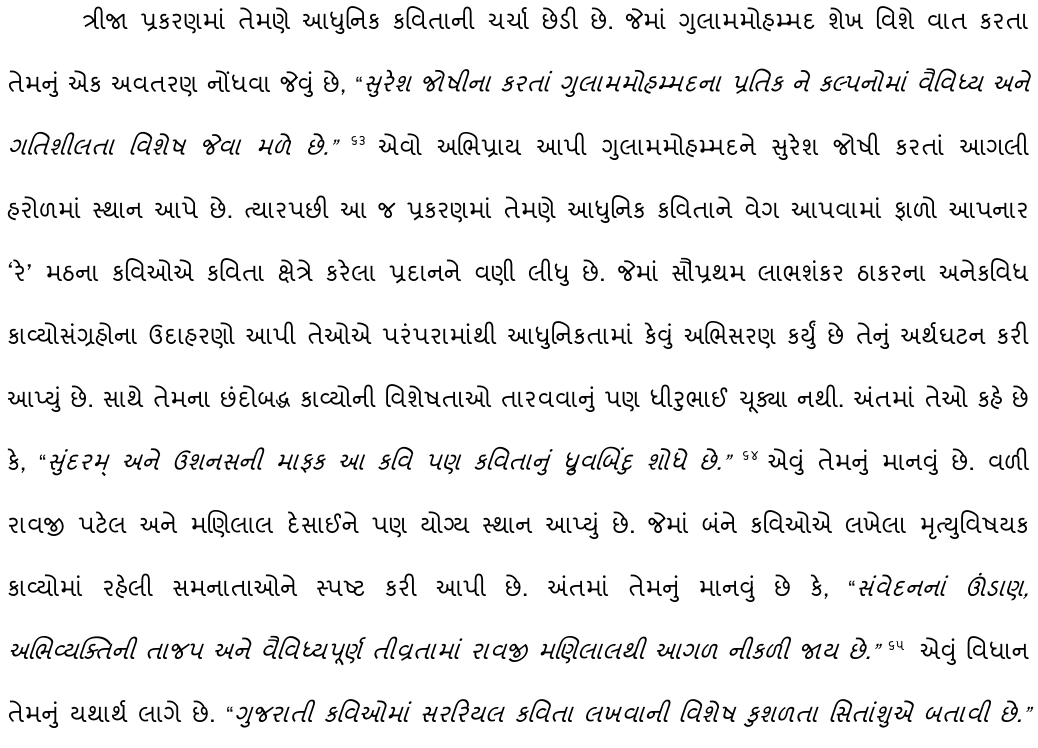 ત્રીજા પ્રકરણમાં તેમણે આધુનિક કવિતાની ચર્ચા છેડી છે. જેમાં ગુલામમોહમ્મદ શેખ વિશે વાત કરતા
તેમનું એક અવતરણ નોંધવા જેવું છે, “સુરેશ જોષીના કરતાં ગુલામમોહમ્મદના પ્રતિક ને કલ્પનોમાં વૈવિધ્ય અને
ગતિશીલતા વિશેષ જેવા મળે છે.” ૬૩ એવો અભિપ્રાય આપી ગુલામમોહમ્મદને સુરેશ જોષી કરતાં આગલી
હરોળમાં સ્થાન આપે છે. ત્યારપછી આ જ પ્રકરણમાં તેમણે આધુનિક કવિતાને વેગ આપવામાં ફાળો આપનાર
‘રે’ મઠના કવિઓએ કવિતા ક્ષેત્રે કરેલા પ્રદાનને વણી લીધુ છે. જેમાં સૌપ્રથમ લાભશંકર ઠાકરના અનેકવિધ
કાવ્યોસંગ્રહોના ઉદાહરણો આપી તેઓએ પરંપરામાંથી આધુનિકતામાં કેવું અભિસરણ કર્યું છે તેનું અર્થઘટન કરી
આપ્યું છે. સાથે તેમના છંદોબદ્ધ કાવ્યોની વિશેષતાઓ તારવવાનું પણ ધીરુભાઈ ચૂક્યા નથી. અંતમાં તેઓ કહે છે
કે, “સુંદરમ્ અને ઉશનસની માફક આ કવિ પણ કવિતાનું ધ્રુવબિંદુ શોધે છે.” ૬૪ એવું તેમનું માનવું છે. વળી
રાવજી પટેલ અને મણિલાલ દેસાઈને પણ યોગ્ય સ્થાન આપ્યું છે. જેમાં બંને કવિઓએ લખેલા મૃત્યુવિષયક
કાવ્યોમાં રહેલી સમનાતાઓને સ્પષ્ટ કરી આપી છે. અંતમાં તેમનું માનવું છે કે, “સંવેદનનાં ઊંડાણ,
અભિવ્યક્તિની તાજપ અને વૈવિધ્યપૂર્ણ તીવ્રતામાં રાવજી મણિલાલથી આગળ નીકળી જાય છે.” ૬૫ એવું વિધાન
તેમનું યથાર્થ લાગે છે. “ગુજરાતી કવિઓમાં સરરિયલ કવિતા લખવાની વિશેષ કુશળતા સિતાંશુએ બતાવી છે.”